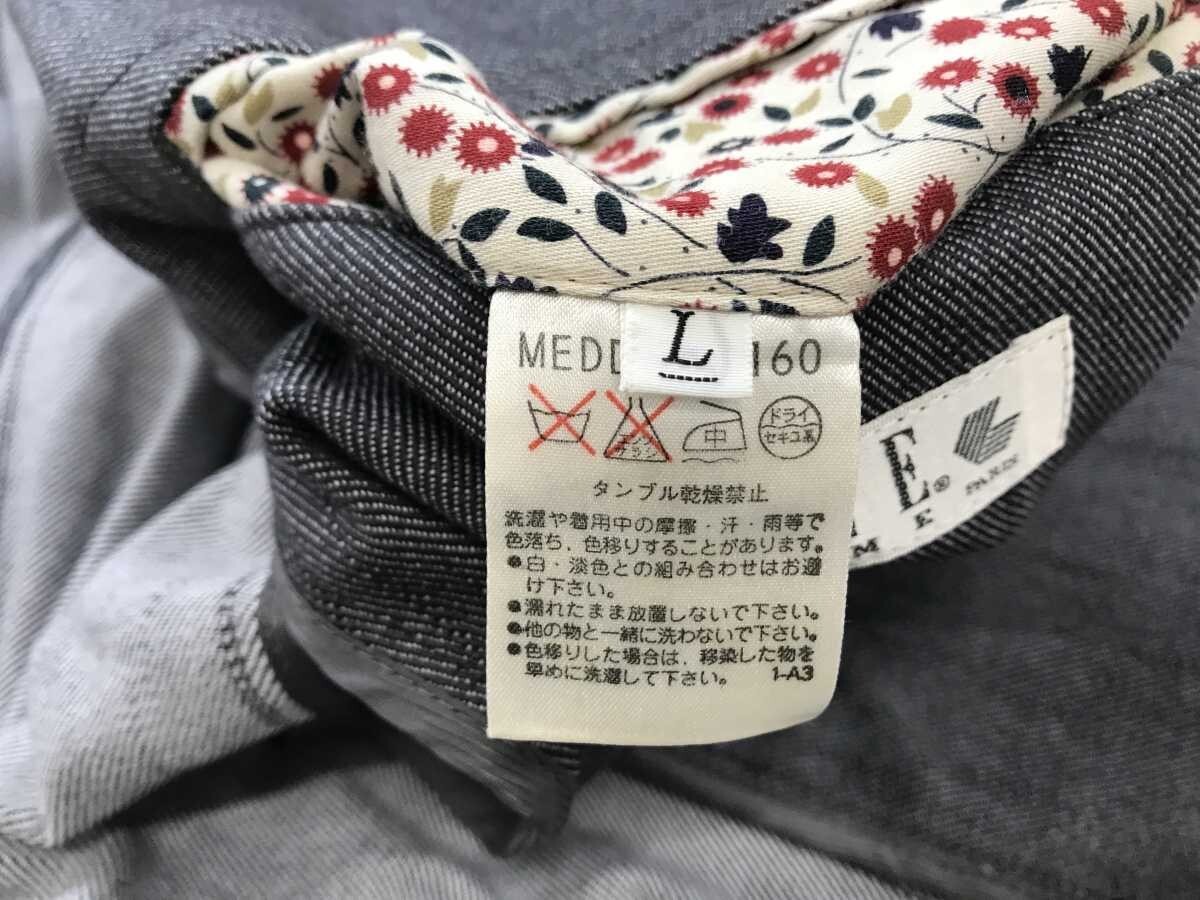 L
MEDD 160
サラシ
中
ドライ
セキユ系
タンブル乾燥禁止
洗濯や着用中の摩擦・汗・雨等で
色落ち，色移りすることがあります。
●白・淡色との組み合わせはお避
け下さい。
●濡れたまま放置しないで下さい。
●他の物と一緒に洗わないで下さい。
●色移りした場合は，移染した物を
早めに洗濯して下さい。 1-A3
E®
PARIS
M E